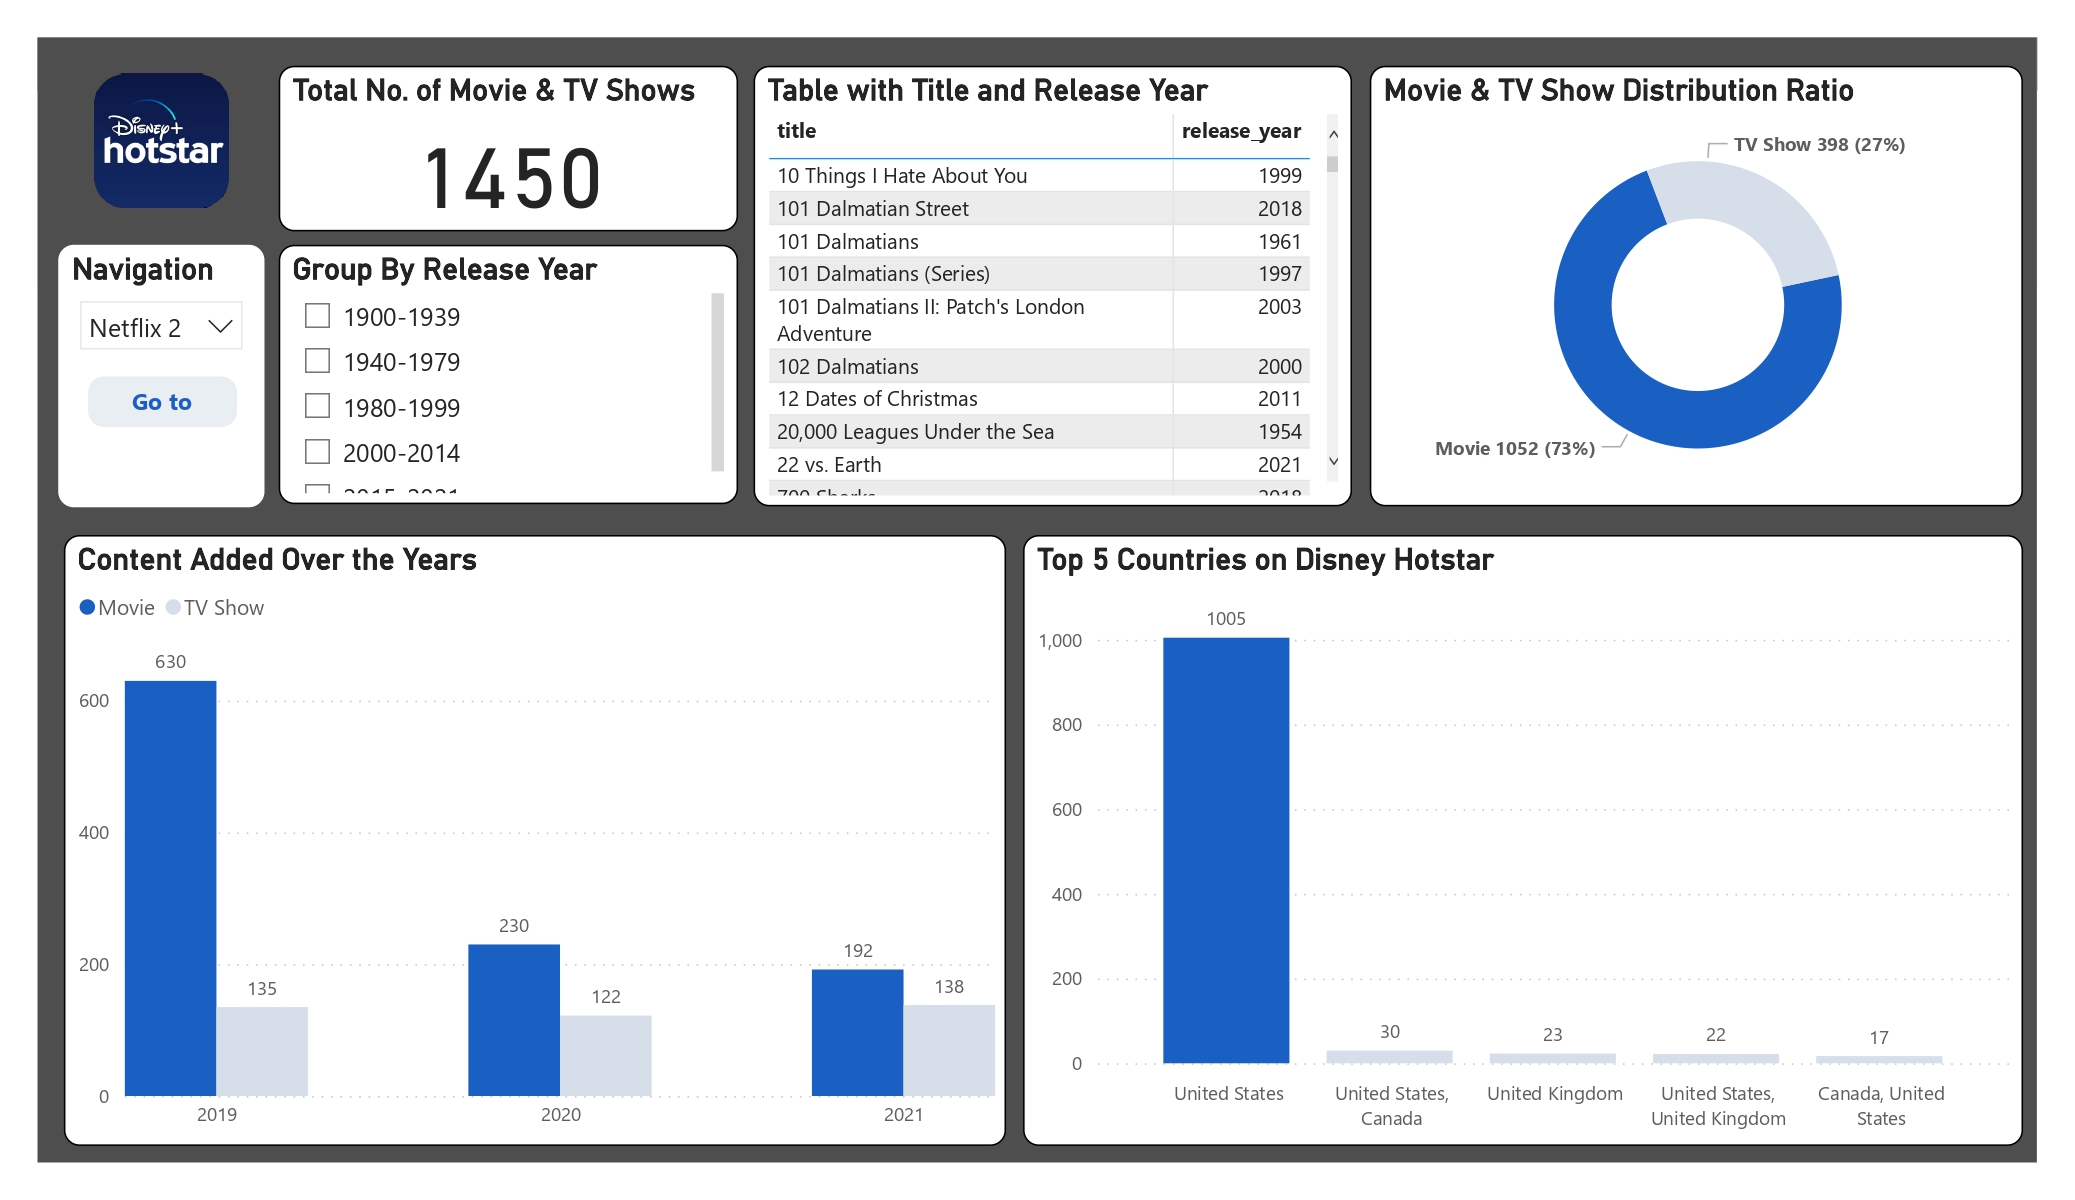 Disney+
hotstar
Total No. of Movie & TV Shows
1450
Table with Title and Release Year
title release_year
10 Things I Hate About You 1999
101 Dalmatian Street 2018
101 Dalmatians 1961
101 Dalmatians (Series) 1997
101 Dalmatians II: Patch's London 2003
Adventure
102 Dalmatians 2000
12 Dates of Christmas 2011
20,000 Leagues Under the Sea 1954
22 vs. Earth 2021
700 Sharks 2018
Movie & TV Show Distribution Ratio
TV Show 398 (27%)
Movie 1052 (73%)
Navigation
Netflix 2
Go to
Group By Release Year
1900-1939
1940-1979
1980-1999
2000-2014
2015-2021
Content Added Over the Years
Movie TV Show
600
400
200
0
630
135
230
122
192
138
2019
2020
2021
Top 5 Countries on Disney Hotstar
1,000
800
600
400
200
0
1005
30
23
22
17
United States
United States,
Canada
United Kingdom
United States,
United Kingdom
Canada, United
States